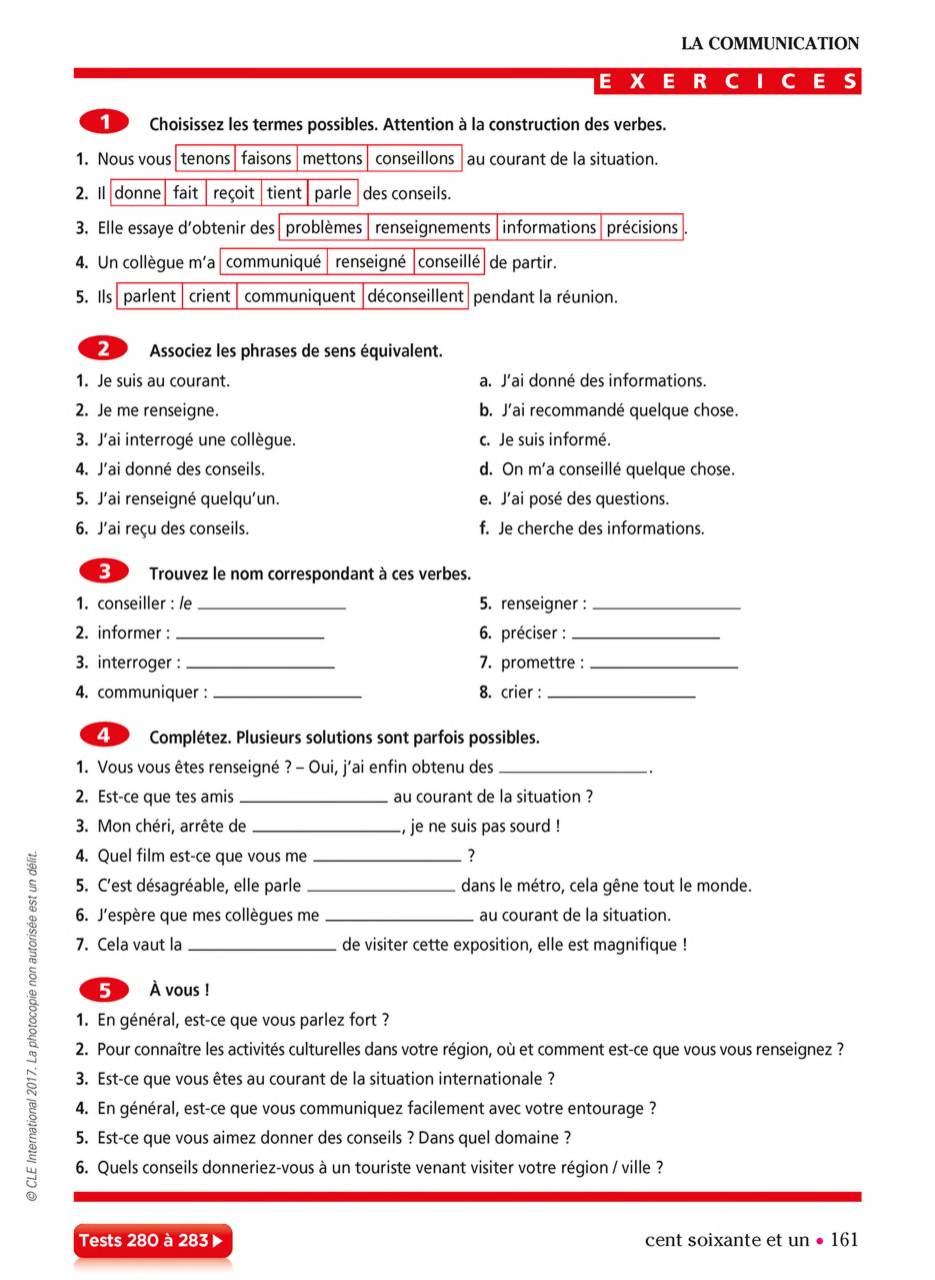 LA COMMUNICATION
EXERCICES
1 Choisissez les termes possibles. Attention à la construction des verbes.
1. Nous vous tenons faisons mettons conseillons au courant de la situation.
2. Il donne fait reçoit tient parle des conseils.
3. Elle essaye d'obtenir des problèmes renseignements informations précisions.
4. Un collègue m'a communiqué renseigné conseillé de partir.
5. Ils parlent crient communiquent déconseillent pendant la réunion.
2 Associez les phrases de sens équivalent.
1. Je suis au courant. a. J'ai donné des informations.
2. Je me renseigne. b. J'ai recommandé quelque chose.
3. J'ai interrogé une collègue. c. Je suis informé.
4. J'ai donné des conseils. d. On m'a conseillé quelque chose.
5. J'ai renseigné quelqu'un. e. J'ai posé des questions.
6. J'ai reçu des conseils. f. Je cherche des informations.
3 Trouvez le nom correspondant à ces verbes.
1. conseiller : le ____ 5. renseigner : ____
2. informer : ____ 6. préciser : ____
3. interroger : ____ 7. promettre : ____
4. communiquer : ____ 8. crier : ____
4 Complétez. Plusieurs solutions sont parfois possibles.
1. Vous vous êtes renseigné ? – Oui, j'ai enfin obtenu des ____.
2. Est-ce que tes amis ____ au courant de la situation ?
3. Mon chéri, arrête de ____, je ne suis pas sourd !
4. Quel film est-ce que vous me ____ ?
5. C'est désagréable, elle parle ____ dans le métro, cela gêne tout le monde.
6. J'espère que mes collègues me ____ au courant de la situation.
7. Cela vaut la ____ de visiter cette exposition, elle est magnifique !
5 À vous !
1. En général, est-ce que vous parlez fort ?
2. Pour connaître les activités culturelles dans votre région, où et comment est-ce que vous vous renseignez ?
3. Est-ce que vous êtes au courant de la situation internationale ?
4. En général, est-ce que vous communiquez facilement avec votre entourage ?
5. Est-ce que vous aimez donner des conseils ? Dans quel domaine ?
6. Quels conseils donneriez-vous à un touriste venant visiter votre région / ville ?
© CLE International 2017. La photocopie non autorisée est un délit.
Tests 280 à 283
cent soixante et un • 161